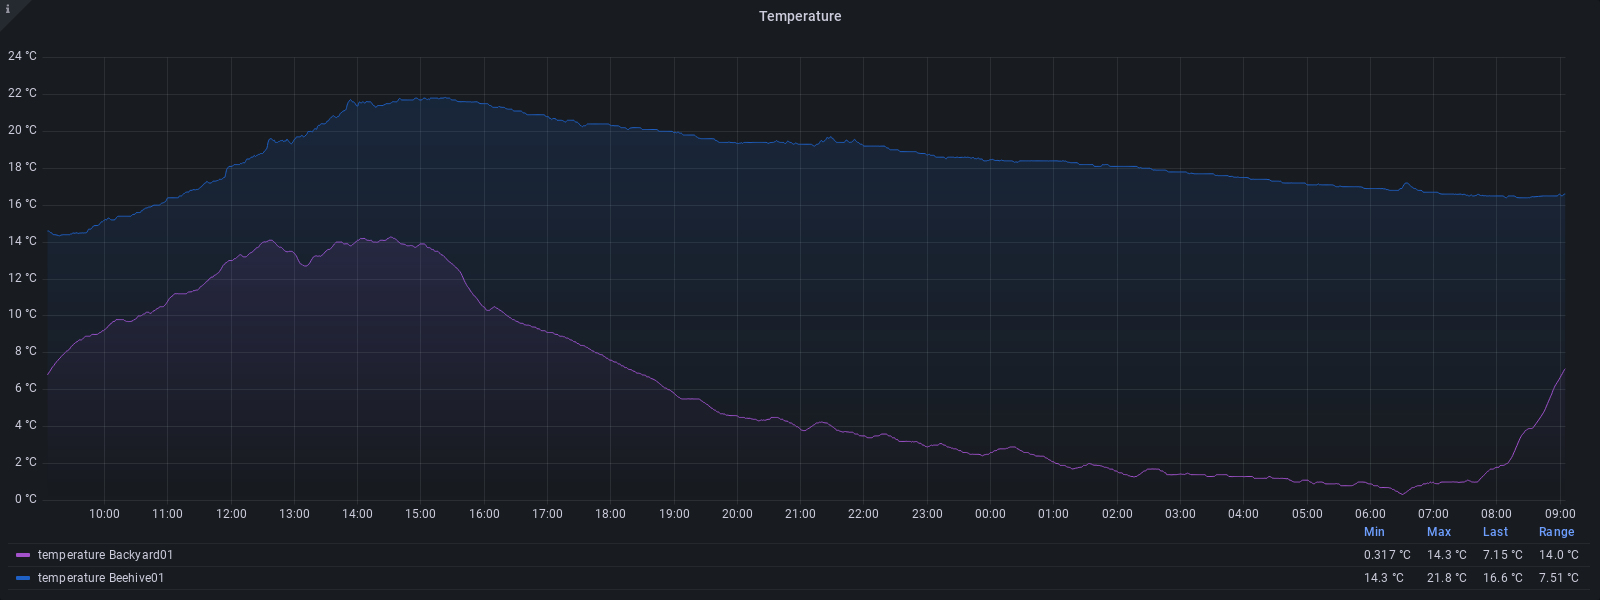 i
Temperature
24 °C
22 °C
20 °C
18 °C
16 °C
14 °C
12 °C
10 °C
8 °C
6 °C
4 °C
2 °C
0 °C
10:00 11:00 12:00 13:00 14:00 15:00 16:00 17:00 18:00 19:00 20:00 21:00 22:00 23:00 00:00 01:00 02:00 03:00 04:00 05:00 06:00 07:00 08:00 09:00
Min Max Last Range
temperature Backyard01 0.317 °C 14.3 °C 7.15 °C 14.0 °C
temperature Beehive01 14.3 °C 21.8 °C 16.6 °C 7.51 °C